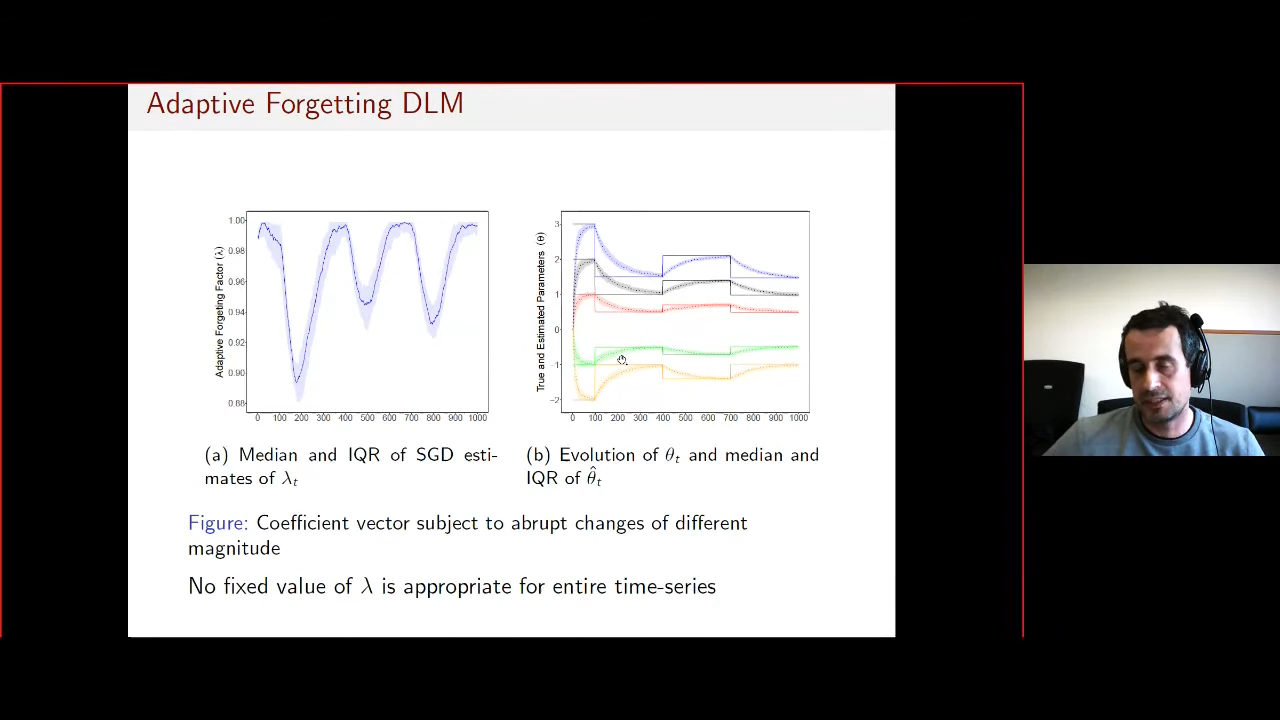 Adaptive Forgetting DLM
Adaptive Forgeting Factor (λ)
1.00
0.98
0.96
0.94
0.92
0.90
0.88
0 100 200 300 400 500 600 700 800 900 1000
True and Estimated Parameters (θ)
3
2
1
0
−1
−2
0 100 200 300 400 500 600 700 800 900 1000
(a) Median and IQR of SGD esti-
mates of λt
(b) Evolution of θt and median and
IQR of θ̂t
Figure: Coefficient vector subject to abrupt changes of different
magnitude
No fixed value of λ is appropriate for entire time-series